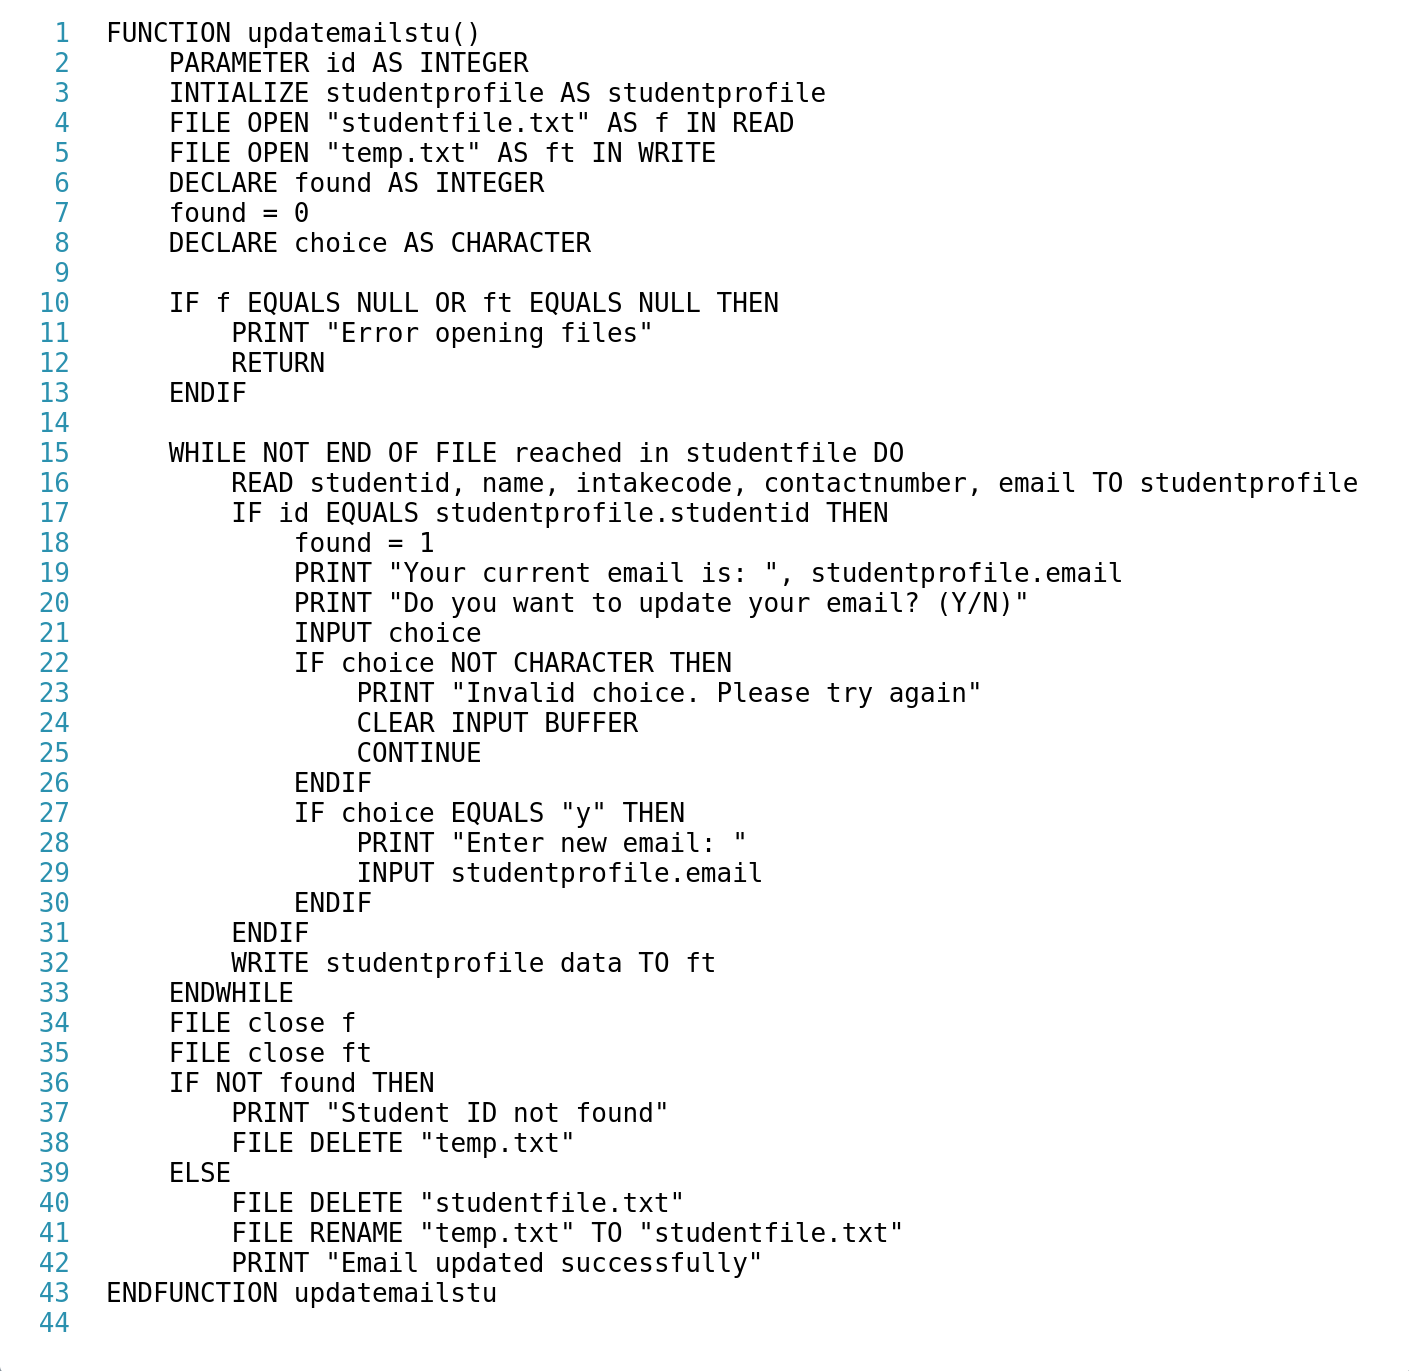 1 FUNCTION updatemailstu()
2     PARAMETER id AS INTEGER
3     INTIALIZE studentprofile AS studentprofile
4     FILE OPEN "studentfile.txt" AS f IN READ
5     FILE OPEN "temp.txt" AS ft IN WRITE
6     DECLARE found AS INTEGER
7     found = 0
8     DECLARE choice AS CHARACTER
9
10     IF f EQUALS NULL OR ft EQUALS NULL THEN
11         PRINT "Error opening files"
12         RETURN
13     ENDIF
14
15     WHILE NOT END OF FILE reached in studentfile DO
16         READ studentid, name, intakecode, contactnumber, email TO studentprofile
17         IF id EQUALS studentprofile.studentid THEN
18             found = 1
19             PRINT "Your current email is: ", studentprofile.email
20             PRINT "Do you want to update your email? (Y/N)"
21             INPUT choice
22             IF choice NOT CHARACTER THEN
23                 PRINT "Invalid choice. Please try again"
24                 CLEAR INPUT BUFFER
25                 CONTINUE
26             ENDIF
27             IF choice EQUALS "y" THEN
28                 PRINT "Enter new email: "
29                 INPUT studentprofile.email
30             ENDIF
31         ENDIF
32         WRITE studentprofile data TO ft
33     ENDWHILE
34     FILE close f
35     FILE close ft
36     IF NOT found THEN
37         PRINT "Student ID not found"
38         FILE DELETE "temp.txt"
39     ELSE
40         FILE DELETE "studentfile.txt"
41         FILE RENAME "temp.txt" TO "studentfile.txt"
42         PRINT "Email updated successfully"
43 ENDFUNCTION updatemailstu
44